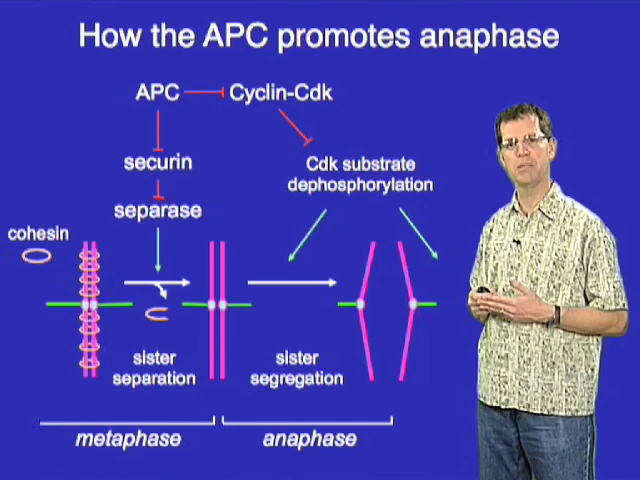 How the APC promotes anaphase
APC
Cyclin-Cdk
securin
Cdk substrate
dephosphorylation
separase
cohesin
sister
separation
sister
segregation
metaphase
anaphase